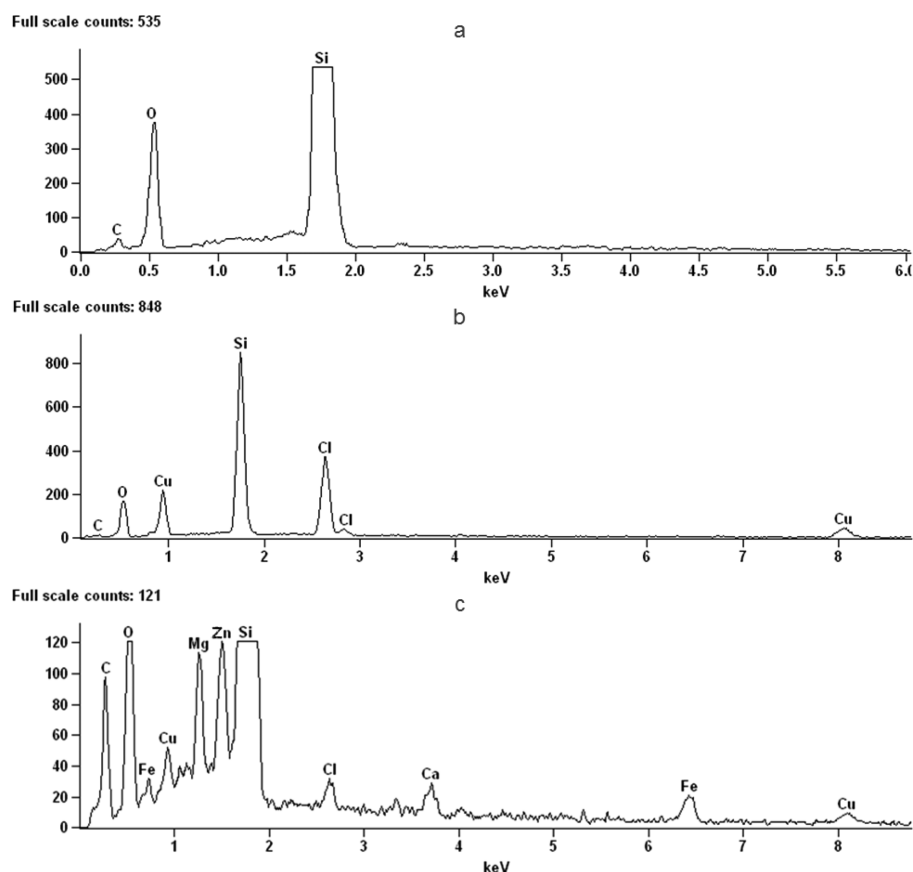 Full scale counts: 535
a
Si
500
400
O
300
200
100
C
0
0.0 0.5 1.0 1.5 2.0 2.5 3.0 3.5 4.0 4.5 5.0 5.5 6.0
keV
Full scale counts: 848
b
Si
800
600
400
Cl
Cu
200
O
C
Cl
Cu
0
1 2 3 4 5 6 7 8
keV
Full scale counts: 121
c
O
Mg Zn Si
120
C
100
80
60
Cu
40
Fe
Cl
Ca
Fe
20
Cu
0
1 2 3 4 5 6 7 8
keV